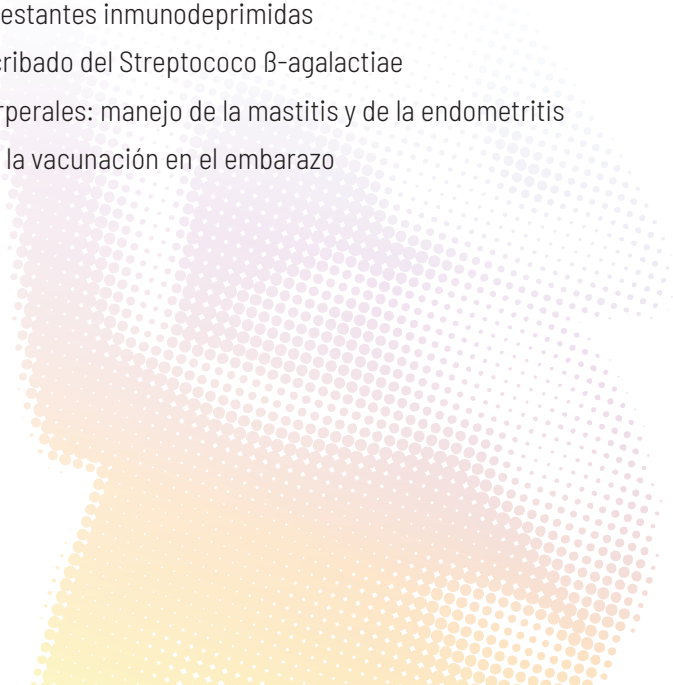 estantes inmunodeprimidas
cribado del Streptococo ß-agalactiae
rperales: manejo de la mastitis y de la endometritis
la vacunación en el embarazo